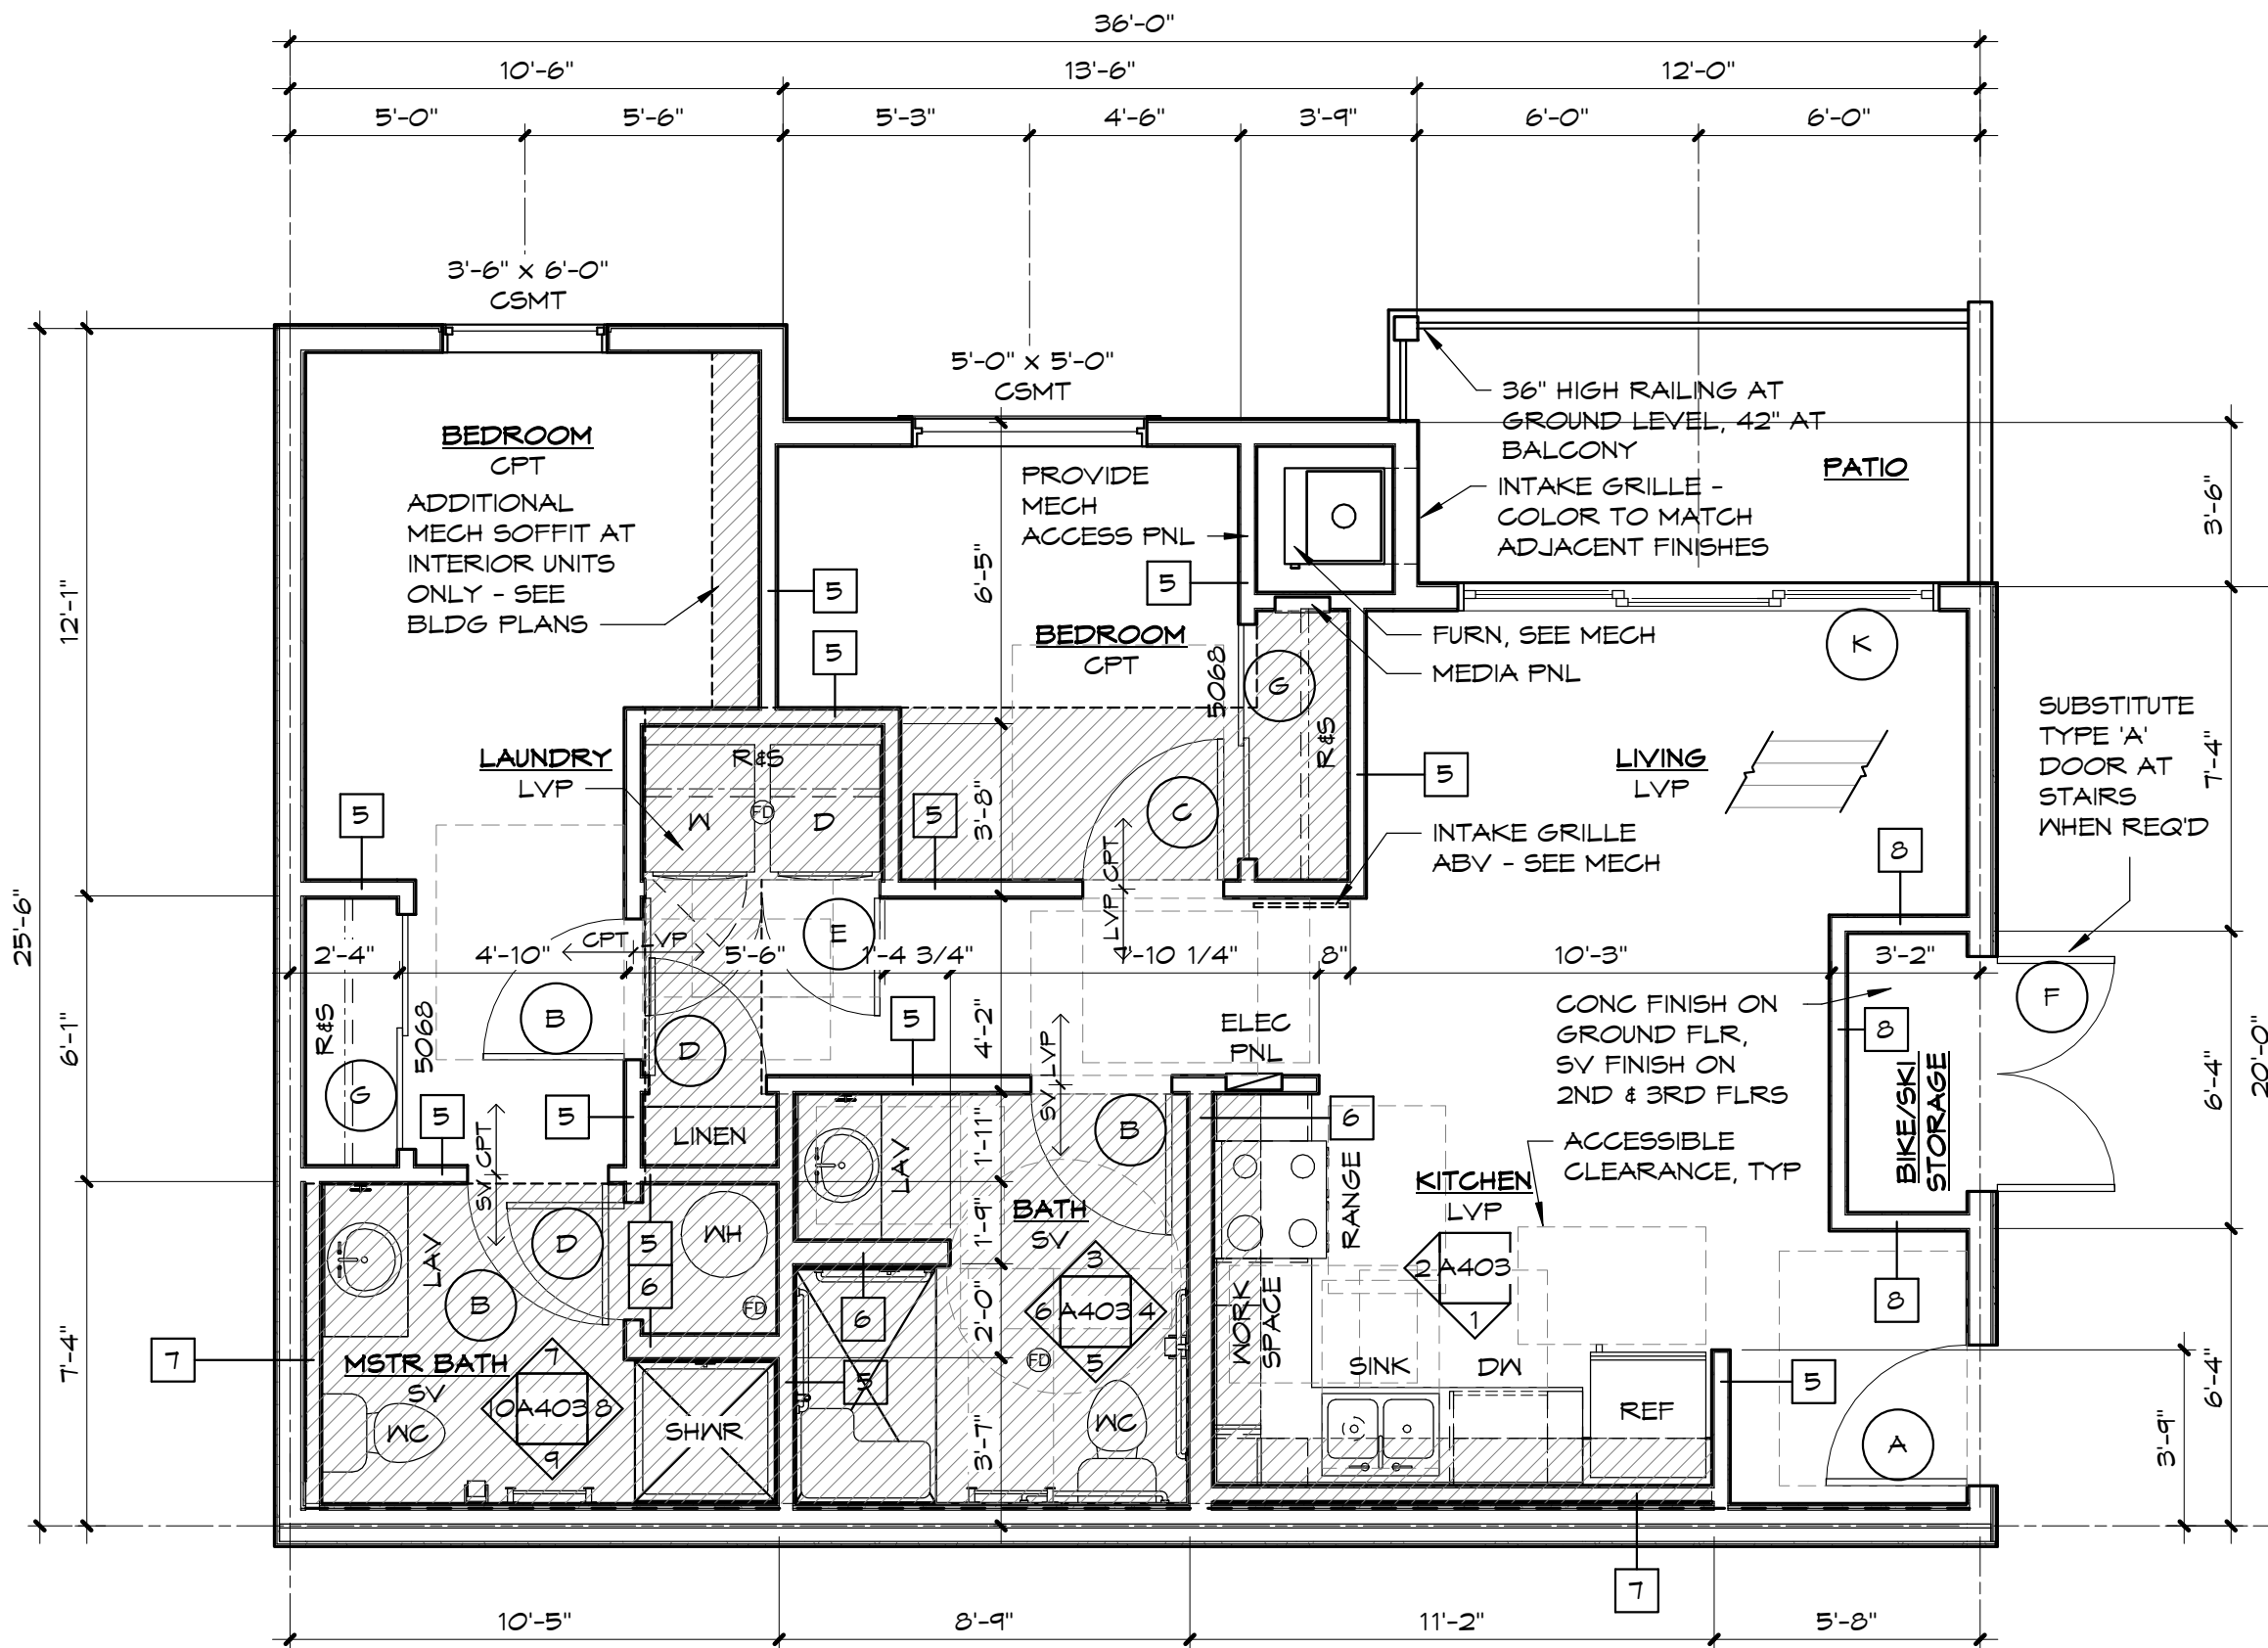 36'-0"
10'-6"
13'-6"
12'-0"
5'-0"
5'-6"
5'-3"
4'-6"
3'-9"
6'-0"
6'-0"
3'-6" x 6'-0"
CSMT
5'-0" x 5'-0"
CSMT
36" HIGH RAILING AT
GROUND LEVEL, 42" AT
BALCONY
PATIO
INTAKE GRILLE -
COLOR TO MATCH
ADJACENT FINISHES
3'-6"
BEDROOM
CPT
ADDITIONAL
MECH SOFFIT AT
INTERIOR UNITS
ONLY - SEE
BLDG PLANS
PROVIDE
MECH
ACCESS PNL
5
5
5
6'-5"
12'-1"
BEDROOM
CPT
5068
G
R&S
FURN, SEE MECH
MEDIA PNL
K
SUBSTITUTE
TYPE 'A'
DOOR AT
STAIRS
WHEN REQ'D
7'-4"
LAUNDRY
LVP
R&S
W
FD
D
5
5
3'-8"
C
LVP
CPT
5
LIVING
LVP
INTAKE GRILLE
ABV - SEE MECH
8
25'-6"
2'-4"
4'-10"
CPT
LVP
5'-6"
E
1'-4 3/4"
7'-10 1/4"
8"
10'-3"
3'-2"
6'-1"
R&S
5068
G
B
D
5
4'-2"
SV
LVP
ELEC
PNL
CONC FINISH ON
GROUND FLR,
SV FINISH ON
2ND & 3RD FLRS
8
F
BIKE/SKI
STORAGE
6'-4"
20'-0"
5
5
LINEN
LAV
1'-11"
B
6
RANGE
ACCESSIBLE
CLEARANCE, TYP
KITCHEN
LVP
SV
CPT
LAV
D
B
5
6
WH
FD
6
1'-9"
BATH
SV
3
6
A403
4
5
FD
2
A403
1
WORK
SPACE
8
7
7'-4"
MSTR BATH
SV
7
10
A403
8
9
WC
SHWR
5
2'-0"
3'-7"
WC
SINK
DW
REF
5
A
6'-4"
3'-9"
7
10'-5"
8'-9"
11'-2"
5'-8"